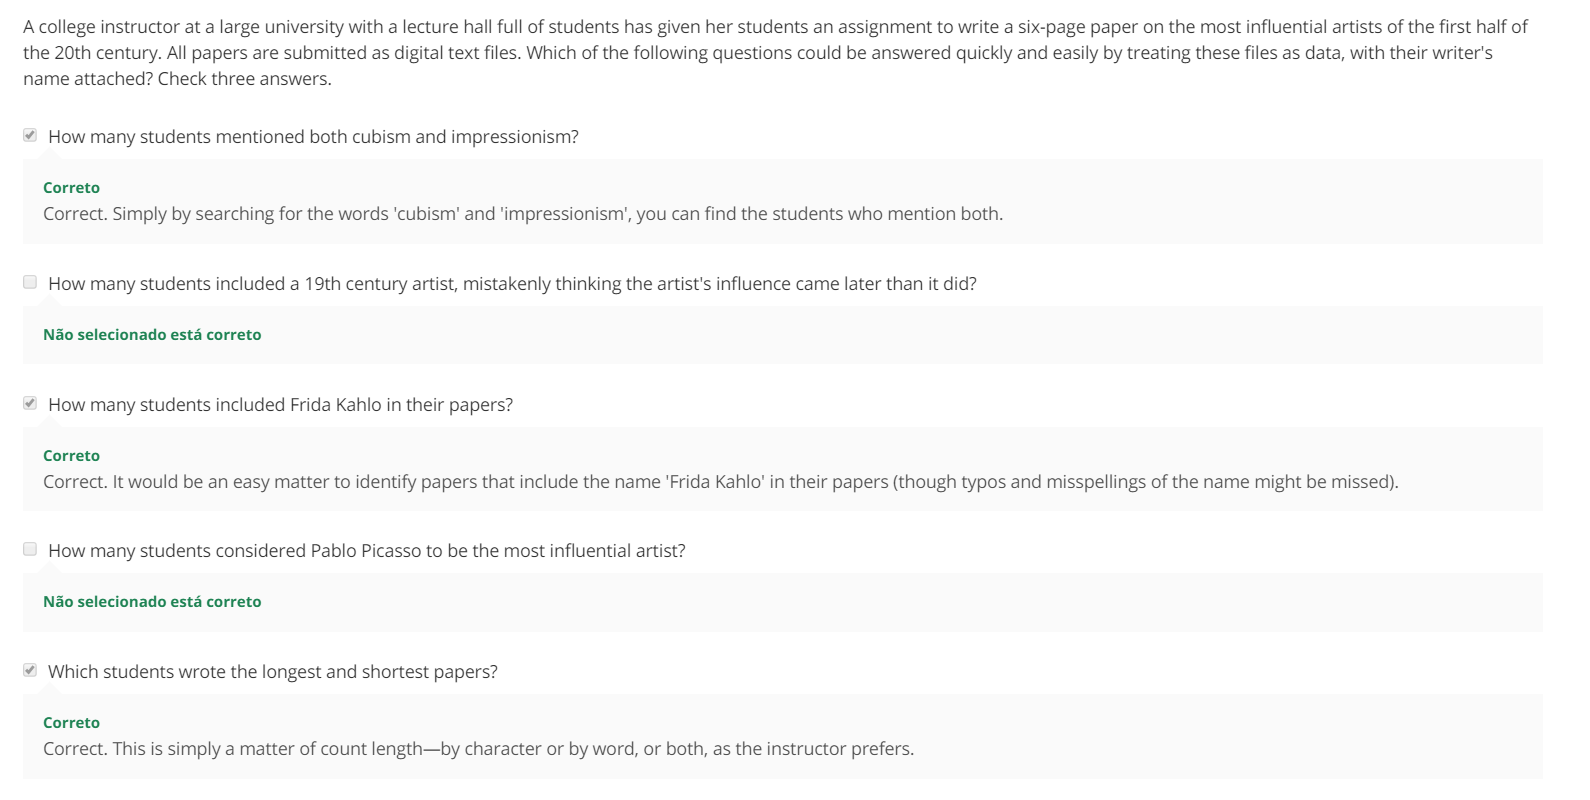 A college instructor at a large university with a lecture hall full of students has given her students an assignment to write a six-page paper on the most influential artists of the first half of
the 20th century. All papers are submitted as digital text files. Which of the following questions could be answered quickly and easily by treating these files as data, with their writer's
name attached? Check three answers.
How many students mentioned both cubism and impressionism?
Correto
Correct. Simply by searching for the words 'cubism' and 'impressionism', you can find the students who mention both.
How many students included a 19th century artist, mistakenly thinking the artist's influence came later than it did?
Não selecionado está correto
How many students included Frida Kahlo in their papers?
Correto
Correct. It would be an easy matter to identify papers that include the name 'Frida Kahlo' in their papers (though typos and misspellings of the name might be missed).
How many students considered Pablo Picasso to be the most influential artist?
Não selecionado está correto
Which students wrote the longest and shortest papers?
Correto
Correct. This is simply a matter of count length—by character or by word, or both, as the instructor prefers.